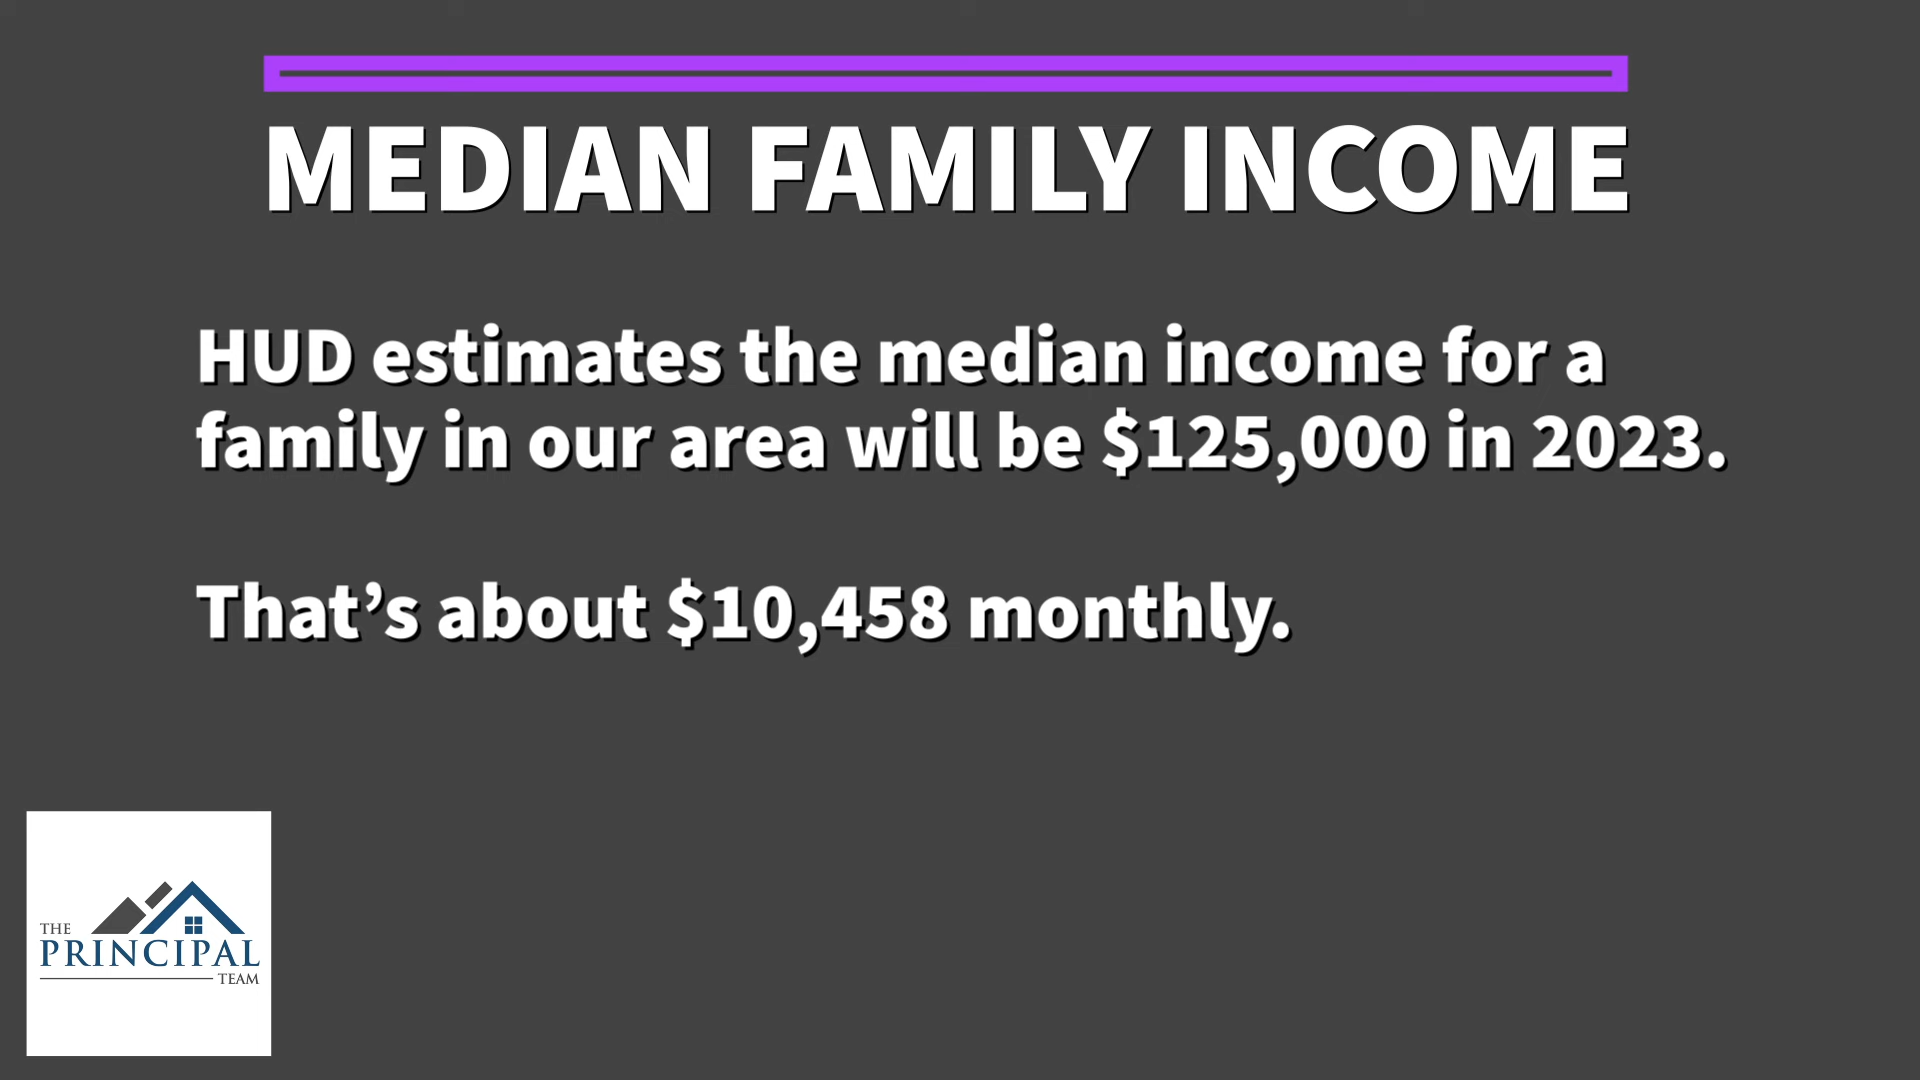 MEDIAN FAMILY INCOME
HUD estimates the median income for a
family in our area will be $125,000 in 2023.
That’s about $10,458 monthly.
THE
PRINCIPAL
TEAM